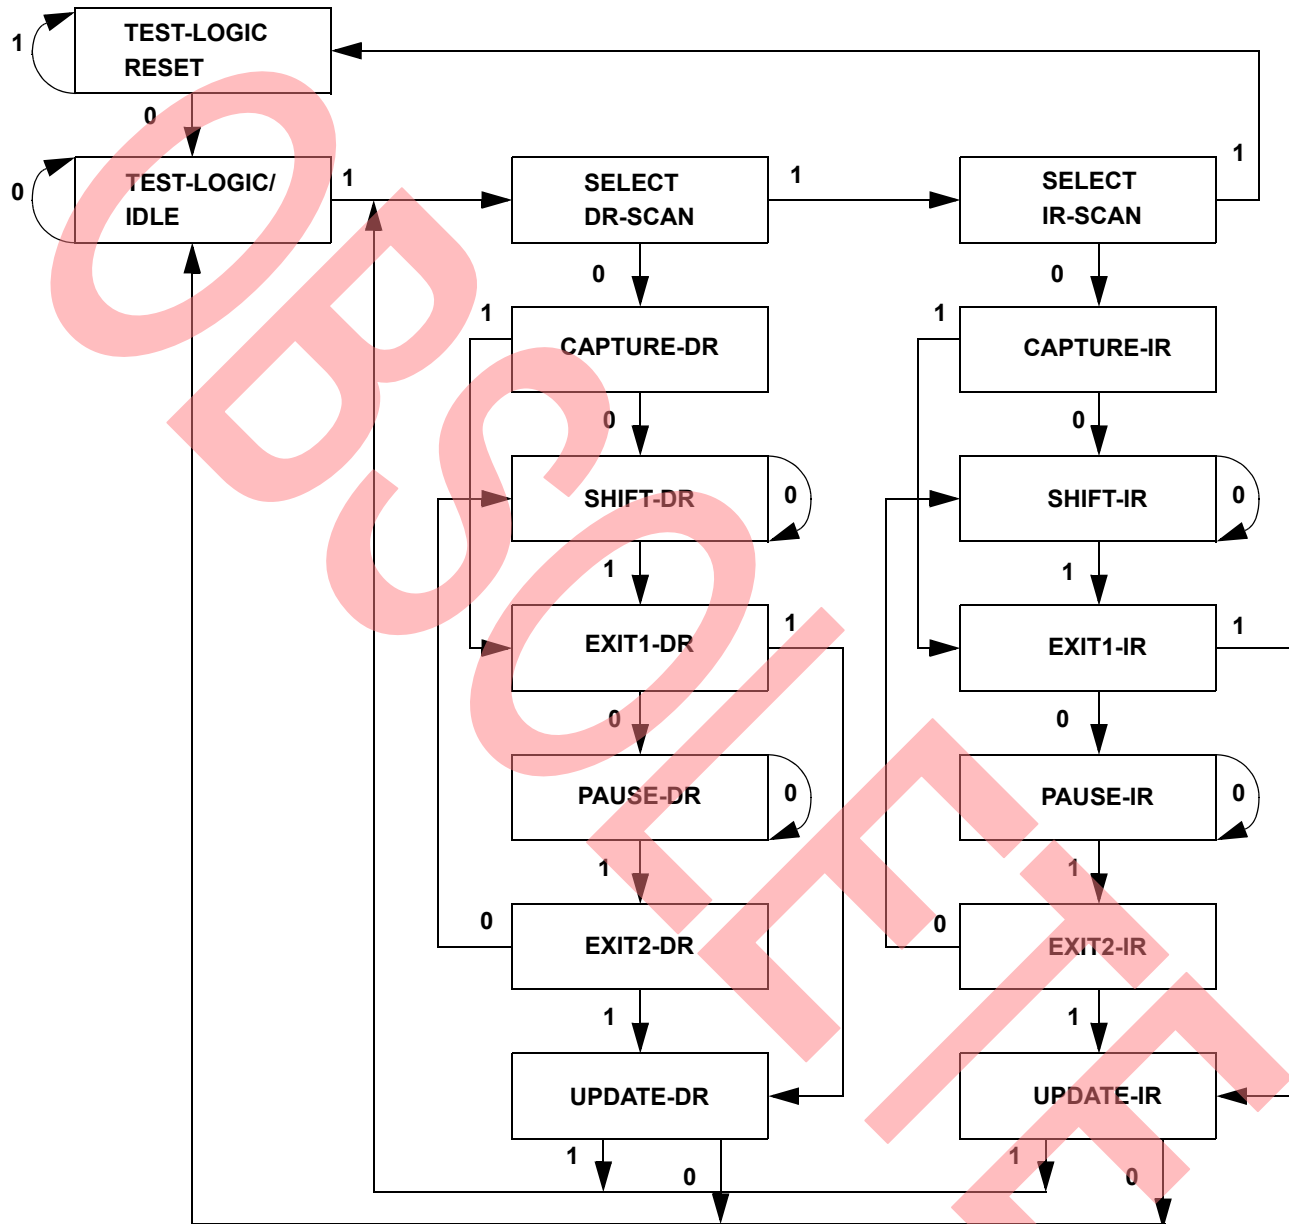 1
TEST-LOGIC
RESET
0
0
TEST-LOGIC/
IDLE
1
SELECT
DR-SCAN
1
SELECT
IR-SCAN
1
0
0
1
CAPTURE-DR
1
CAPTURE-IR
0
0
SHIFT-DR
0
SHIFT-IR
0
1
1
EXIT1-DR
1
EXIT1-IR
1
0
0
PAUSE-DR
0
PAUSE-IR
0
1
1
0
EXIT2-DR
0
EXIT2-IR
1
1
UPDATE-DR
UPDATE-IR
1
0
1
0
OBSOLETE